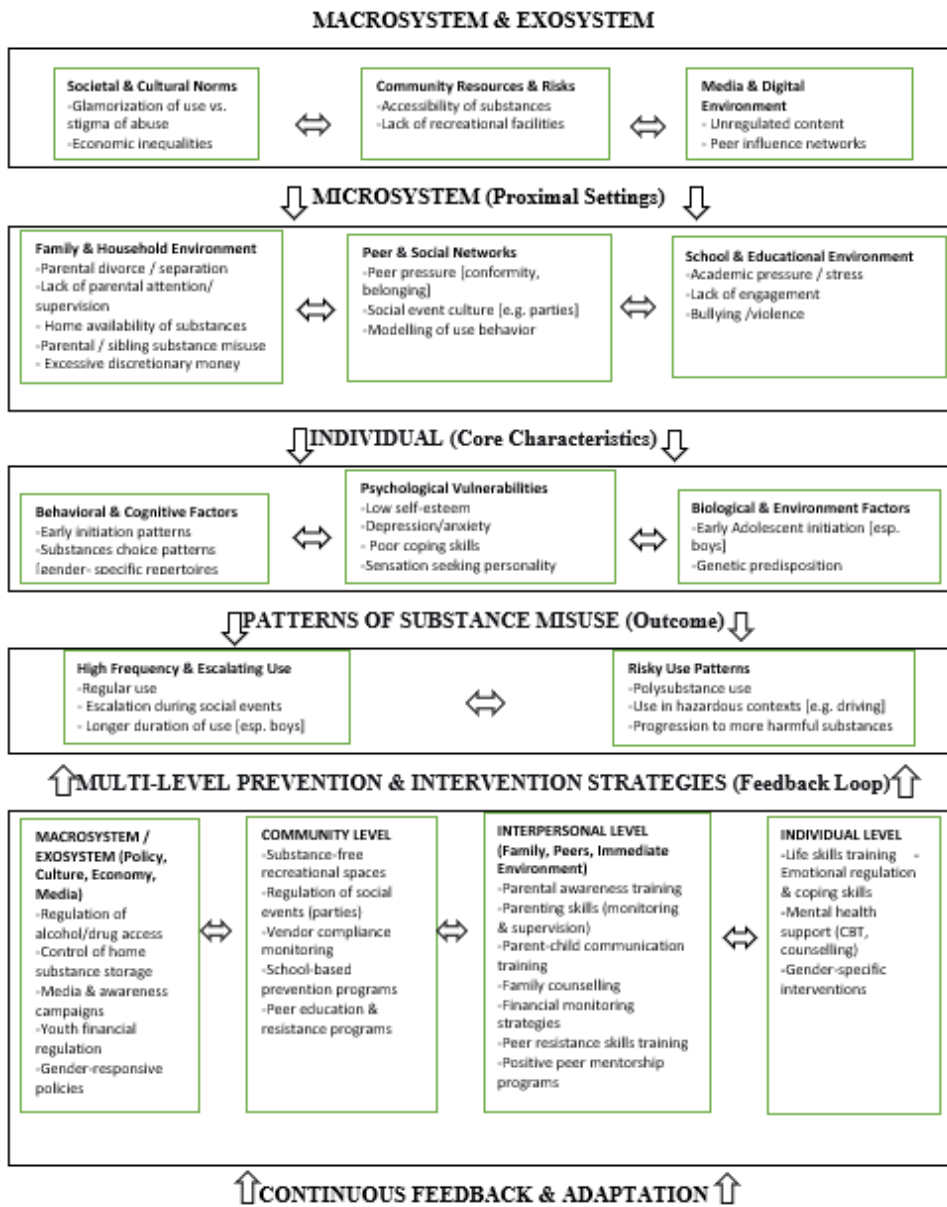 MACROSYSTEM & EXOSYSTEM
Societal & Cultural Norms
-Glamorization of use vs.
stigma of abuse
-Economic inequalities
Community Resources & Risks
-Accessibility of substances
-Lack of recreational facilities
Media & Digital
Environment
- Unregulated content
- Peer influence networks
MICROSYSTEM (Proximal Settings)
Family & Household Environment
-Parental divorce / separation
-Lack of parental attention/
supervision
- Home availability of substances
-Parental / sibling substance misuse
- Excessive discretionary money
Peer & Social Networks
-Peer pressure [conformity,
belonging]
-Social event culture [e.g. parties]
-Modelling of use behavior
School & Educational Environment
-Academic pressure / stress
-Lack of engagement
-Bullying /violence
INDIVIDUAL (Core Characteristics)
Behavioral & Cognitive Factors
-Early initiation patterns
-Substances choice patterns
[gender- specific repertoires
Psychological Vulnerabilities
-Low self-esteem
-Depression/anxiety
- Poor coping skills
-Sensation seeking personality
Biological & Environment Factors
-Early Adolescent initiation [esp.
boys]
-Genetic predisposition
PATTERNS OF SUBSTANCE MISUSE (Outcome)
High Frequency & Escalating Use
-Regular use
- Escalation during social events
- Longer duration of use [esp. boys]
Risky Use Patterns
-Polysubstance use
-Use in hazardous contexts [e.g. driving]
-Progression to more harmful substances
MULTI-LEVEL PREVENTION & INTERVENTION STRATEGIES (Feedback Loop)
MACROSYSTEM /
EXOSYSTEM (Policy,
Culture, Economy,
Media)
-Regulation of
alcohol/drug access
-Control of home
substance storage
-Media & awareness
campaigns
-Youth financial
regulation
-Gender-responsive
policies
COMMUNITY LEVEL
-Substance-free
recreational spaces
-Regulation of social
events (parties)
-Vendor compliance
monitoring
-School-based
prevention programs
-Peer education &
resistance programs
INTERPERSONAL LEVEL
(Family, Peers, Immediate
Environment)
-Parental awareness training
-Parenting skills (monitoring
& supervision)
-Parent-child communication
training
-Family counselling
-Financial monitoring
strategies
-Peer resistance skills training
-Positive peer mentorship
programs
INDIVIDUAL LEVEL
-Life skills training -
Emotional regulation
& coping skills
-Mental health
support (CBT,
counselling)
-Gender-specific
interventions
CONTINUOUS FEEDBACK & ADAPTATION